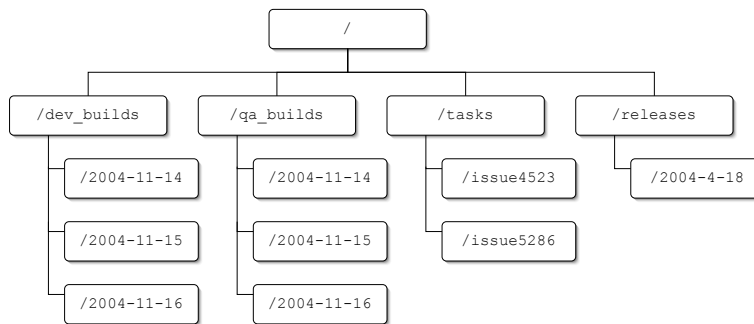 /
/dev_builds
/qa_builds
/tasks
/releases
/2004-11-14
/2004-11-14
/issue4523
/2004-4-18
/2004-11-15
/2004-11-15
/issue5286
/2004-11-16
/2004-11-16